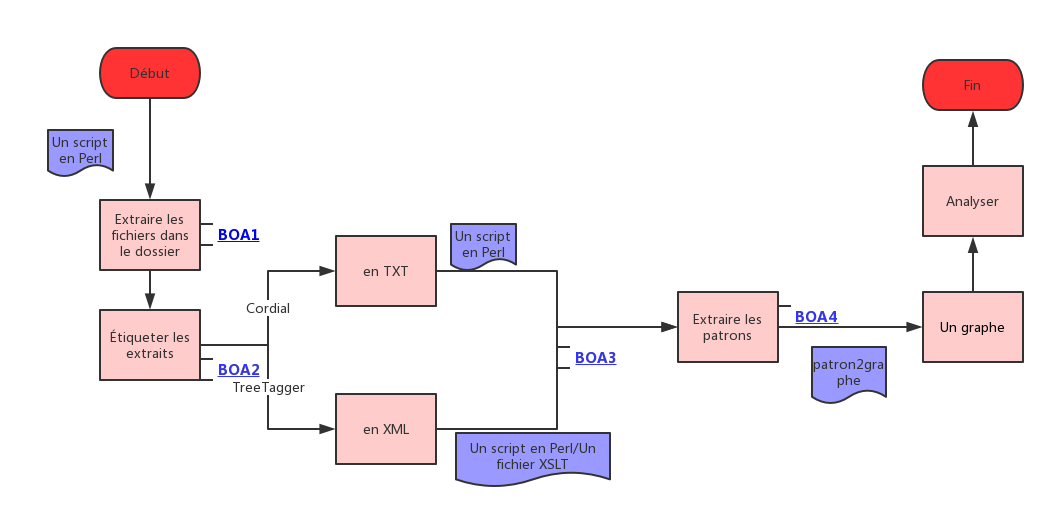 Début
Un script
en Perl
Extraire les
fichiers dans
le dossier
BOA1
Étiqueter les
extraits
BOA2
Cordial
TreeTagger
en TXT
Un script
en Perl
en XML
Un script en Perl/Un
fichier XSLT
BOA3
Extraire les
patrons
BOA4
patron2gra
phe
Un graphe
Analyser
Fin